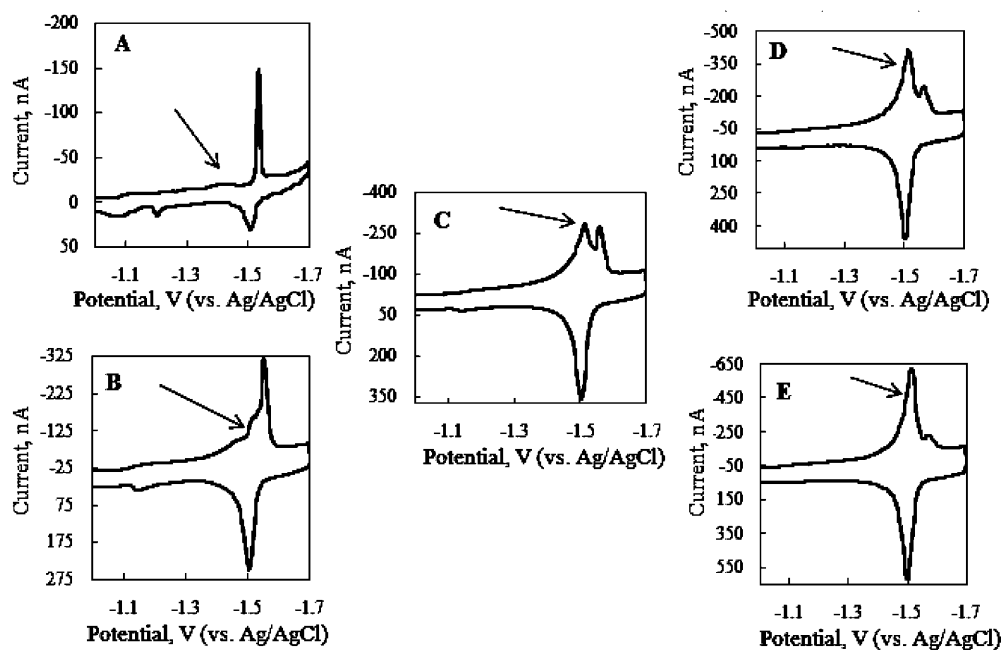 A
Current, nA
-200
-150
-100
-50
0
50
-1.1 -1.3 -1.5 -1.7
Potential, V (vs. Ag/AgCl)
B
Current, nA
-325
-225
-125
-25
75
175
275
-1.1 -1.3 -1.5 -1.7
Potential, V (vs. Ag/AgCl)
C
Current, nA
-400
-250
-100
50
200
350
-1.1 -1.3 -1.5 -1.7
Potential, V (vs. Ag/AgCl)
D
Current, nA
-500
-350
-200
-50
100
250
400
-1.1 -1.3 -1.5 -1.7
Potential, V (vs. Ag/AgCl)
E
Current, nA
-650
-450
-250
-50
150
350
550
-1.1 -1.3 -1.5 -1.7
Potential, V (vs. Ag/AgCl)